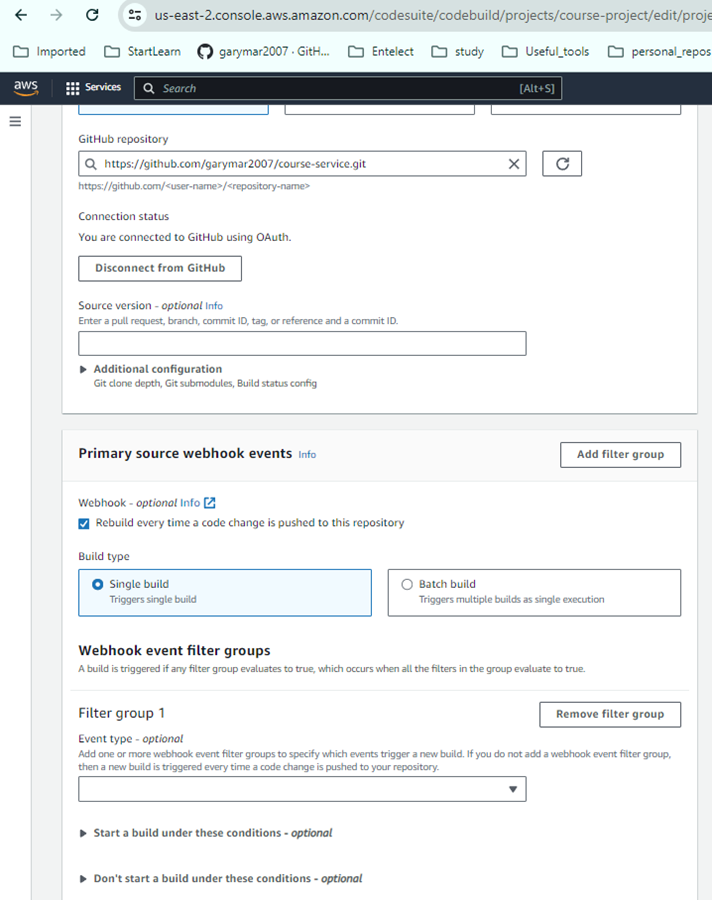 us-east-2.console.aws.amazon.com/codesuite/codebuild/projects/course-project/edit/proje
Imported StartLearn garymar2007 · GitH... Entelect study Useful_tools personal_repos
aws Services Search [Alt+S]
GitHub repository
https://github.com/garymar2007/course-service.git
https://github.com/<user-name>/<repository-name>
Connection status
You are connected to GitHub using OAuth.
Disconnect from GitHub
Source version - optional Info
Enter a pull request, branch, commit ID, tag, or reference and a commit ID.
Additional configuration
Git clone depth, Git submodules, Build status config
Primary source webhook events Info Add filter group
Webhook - optional Info
Rebuild every time a code change is pushed to this repository
Build type
Single build Batch build
Triggers single build Triggers multiple builds as single execution
Webhook event filter groups
A build is triggered if any filter group evaluates to true, which occurs when all the filters in the group evaluate to true.
Filter group 1 Remove filter group
Event type - optional
Add one or more webhook event filter groups to specify which events trigger a new build. If you do not add a webhook event filter group,
then a new build is triggered every time a code change is pushed to your repository.
Start a build under these conditions - optional
Don't start a build under these conditions - optional